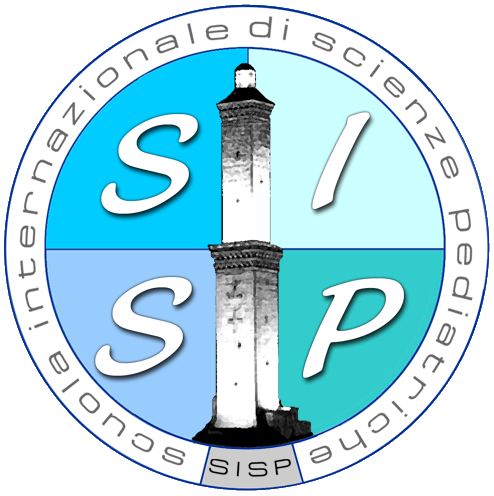 scuola internazionale di scienze pediatriche
S I
S P
SISP